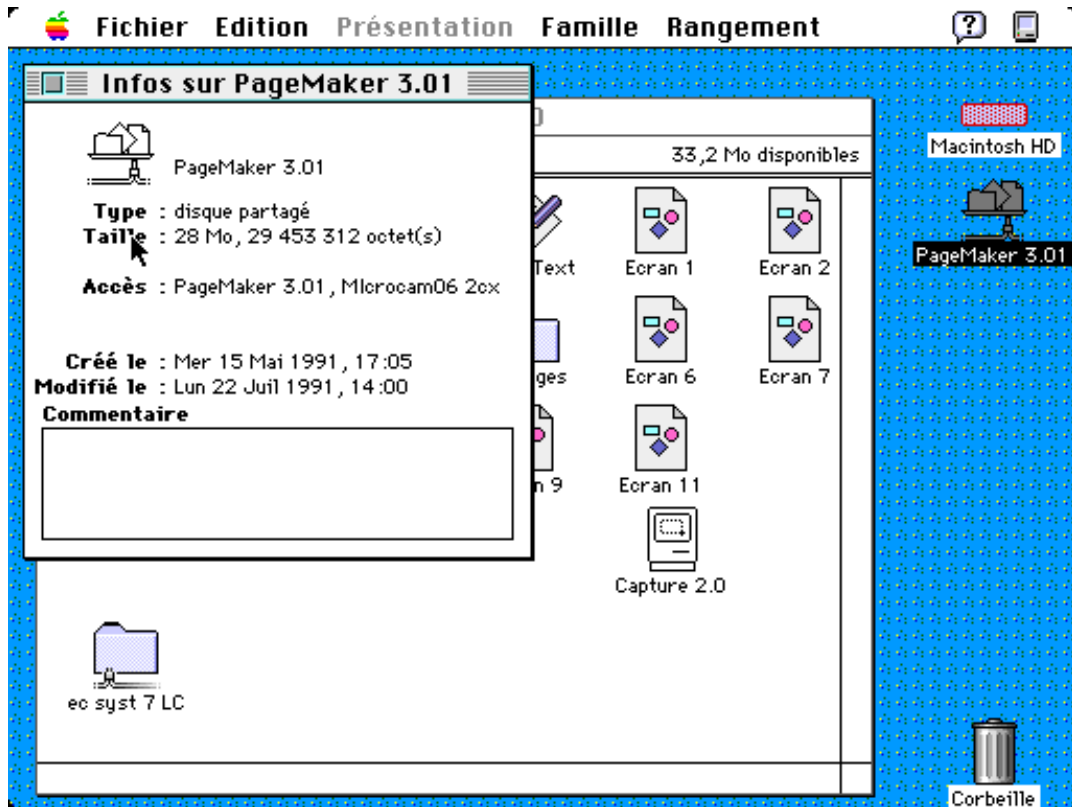 Fichier Edition Présentation Famille Rangement
Infos sur PageMaker 3.01
PageMaker 3.01
Type : disque partagé
Taille : 28 Mo, 29 453 312 octet(s)
Accès : PageMaker 3.01, MIcrocam06 2cx
Créé le : Mer 15 Mai 1991, 17:05
Modifié le : Lun 22 Juil 1991, 14:00
Commentaire
33,2 Mo disponibles
Text
Ecran 1
Ecran 2
ges
Ecran 6
Ecran 7
n 9
Ecran 11
Capture 2.0
ec syst 7 LC
Macintosh HD
PageMaker 3.01
Corbeille